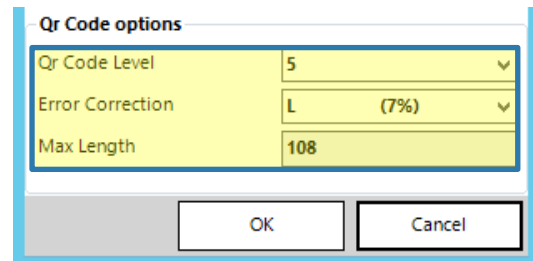 Qr Code options
Qr Code Level 5
Error Correction L (7%)
Max Length 108
OK Cancel